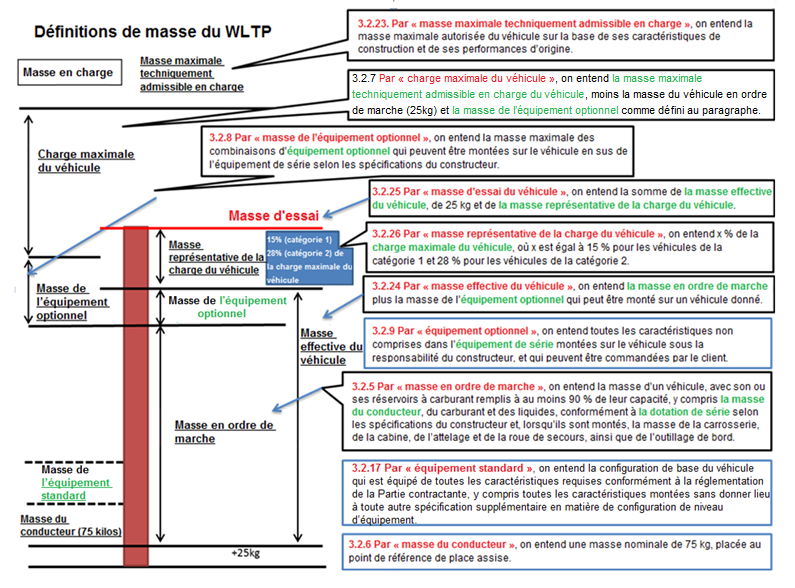 Définitions de masse du WLTP
Masse en charge
Masse maximale
techniquement
admissible en charge
3.2.23. Par « masse maximale techniquement admissible en charge », on entend la
masse maximale autorisée du véhicule sur la base de ses caractéristiques de
construction et de ses performances d'origine.
3.2.7 Par « charge maximale du véhicule », on entend la masse maximale
techniquement admissible en charge du véhicule, moins la masse du véhicule en ordre
de marche (25kg) et la masse de l'équipement optionnel comme défini au paragraphe.
Charge maximale
du véhicule
3.2.8 Par « masse de l'équipement optionnel », on entend la masse maximale des
combinaisons d'équipement optionnel qui peuvent être montées sur le véhicule en sus de
l'équipement de série selon les spécifications du constructeur.
Masse d'essai
3.2.25 Par « masse d'essai du véhicule », on entend la somme de la masse effective
du véhicule, de 25 kg et de la masse représentative de la charge du véhicule.
Masse
représentative de la
charge du véhicule
15% (catégorie 1)
28% (catégorie 2) de
la charge maximale du
véhicule
3.2.26 Par « masse représentative de la charge du véhicule », on entend x % de la
charge maximale du véhicule, où x est égal à 15 % pour les véhicules de la
catégorie 1 et 28 % pour les véhicules de la catégorie 2.
Masse de
l'équipement
optionnel
Masse de l'équipement
optionnel
3.2.24 Par « masse effective du véhicule », on entend la masse en ordre de marche
plus la masse de l'équipement optionnel qui peut être monté sur un véhicule donné.
Masse
effective du
véhicule
3.2.9 Par « équipement optionnel », on entend toutes les caractéristiques non
comprises dans l'équipement de série montées sur le véhicule sous la
responsabilité du constructeur, et qui peuvent être commandées par le client.
Masse en ordre de
marche
3.2.5 Par « masse en ordre de marche », on entend la masse d'un véhicule, avec son ou
ses réservoirs à carburant remplis à au moins 90 % de leur capacité, y compris la masse
du conducteur, du carburant et des liquides, conformément à la dotation de série selon
les spécifications du constructeur et, lorsqu'ils sont montés, la masse de la carrosserie,
de la cabine, de l'attelage et de la roue de secours, ainsi que de l'outillage de bord.
Masse de
l'équipement
standard
3.2.17 Par « équipement standard », on entend la configuration de base du véhicule
qui est équipé de toutes les caractéristiques requises conformément à la réglementation
de la Partie contractante, y compris toutes les caractéristiques montées sans donner lieu
à toute autre spécification supplémentaire en matière de configuration de niveau
d'équipement.
Masse du
conducteur (75 kilos)
+25kg
3.2.6 Par « masse du conducteur », on entend une masse nominale de 75 kg, placée au
point de référence de place assise.